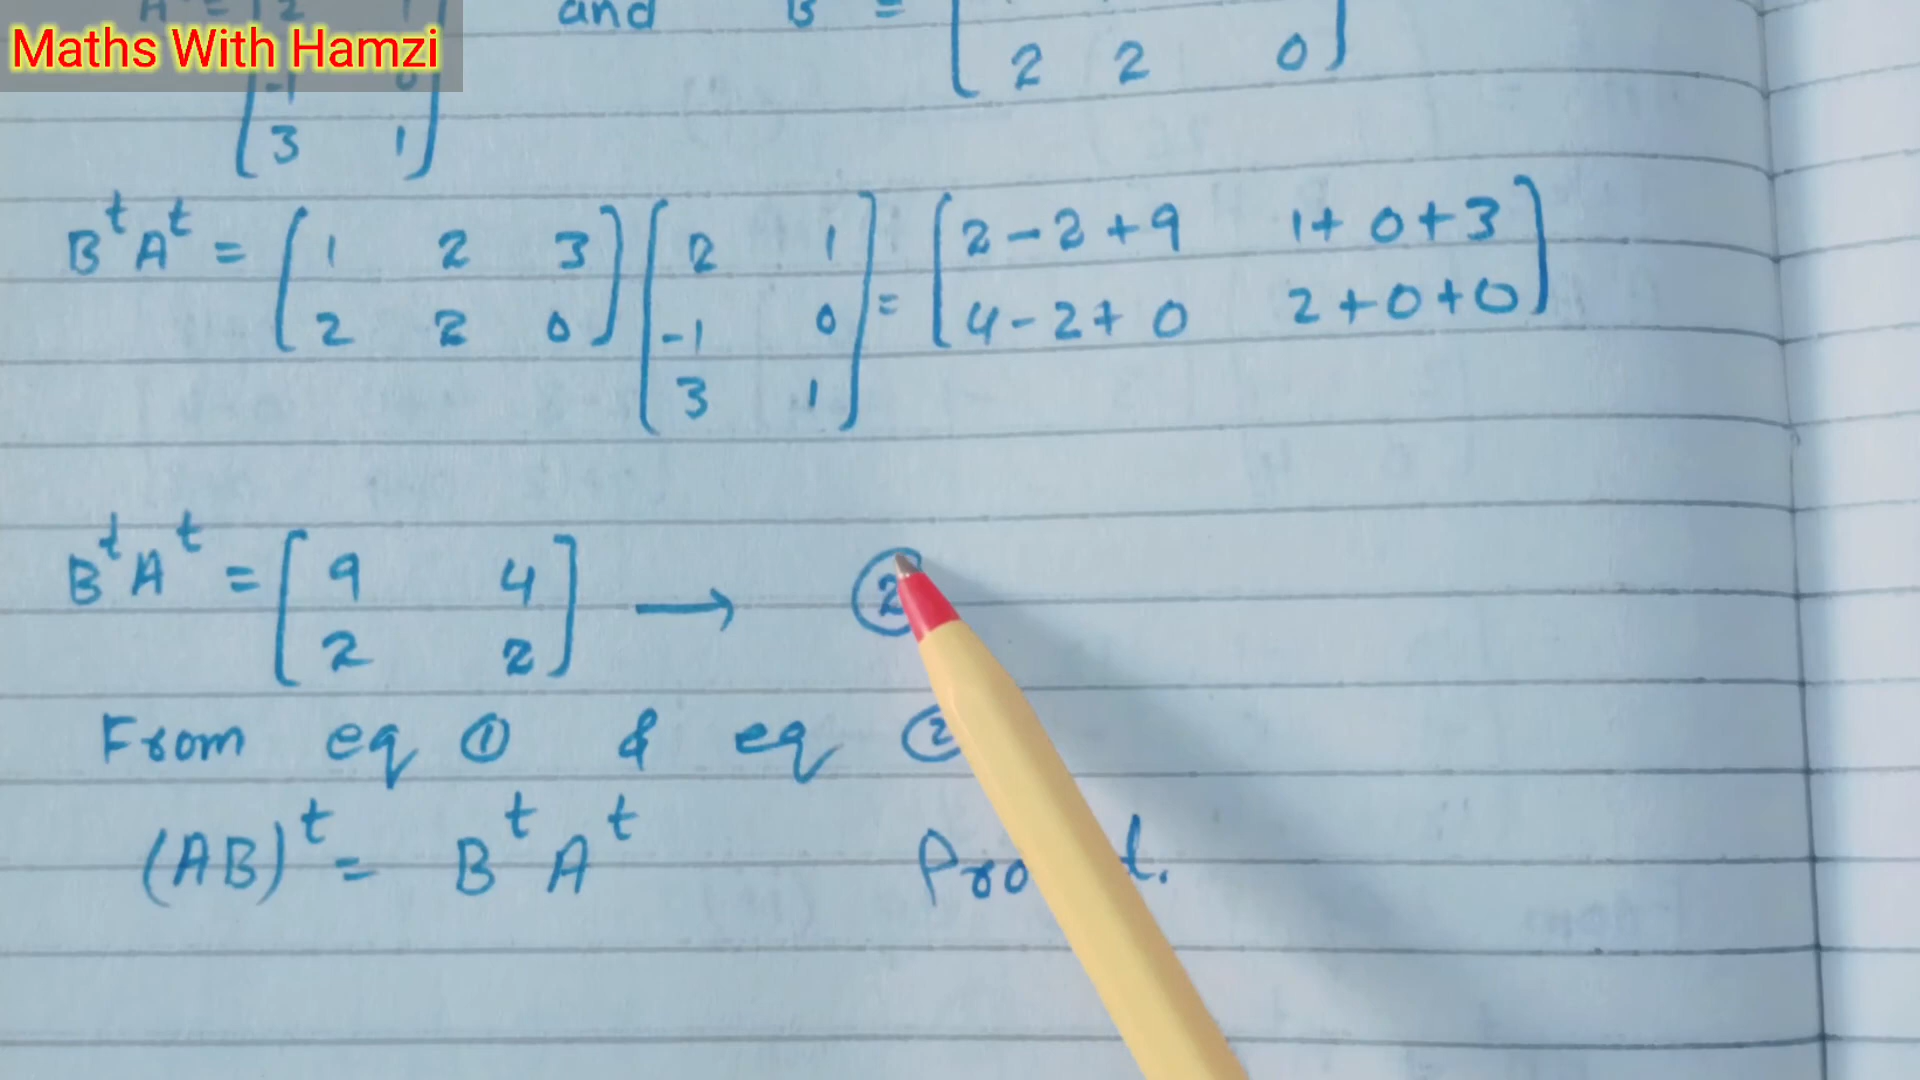 Maths With Hamzi
and B =
2 2 0
3 1
B^t A^t = [1 2 3] [2 1] = [2-2+9 1+0+3]
[2 2 0] [-1 0] [4-2+0 2+0+0]
[3 1]
B^t A^t = [9 4] → ②
[2 2]
From eq ① & eq ②
(AB)^t = B^t A^t